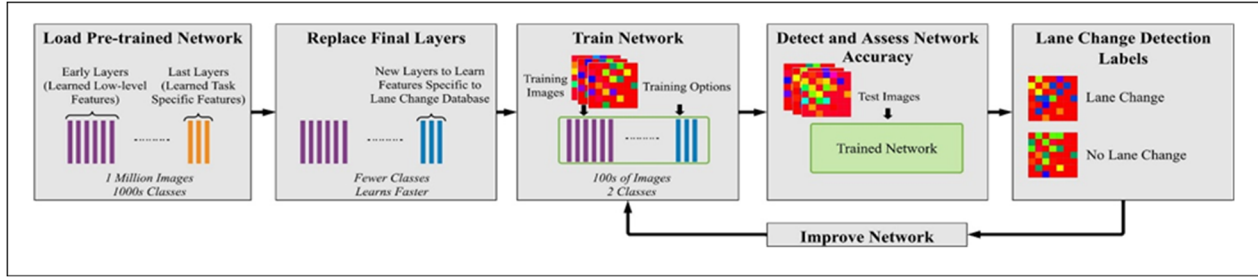 Load Pre-trained Network
Early Layers
(Learned Low-level
Features)
Last Layers
(Learned Task
Specific Features)
1 Million Images
1000s Classes
Replace Final Layers
New Layers to Learn
Features Specific to
Lane Change Database
Fewer Classes
Learns Faster
Train Network
Training
Images
Training Options
100s of Images
2 Classes
Detect and Assess Network
Accuracy
Test Images
Trained Network
Lane Change Detection
Labels
Lane Change
No Lane Change
Improve Network